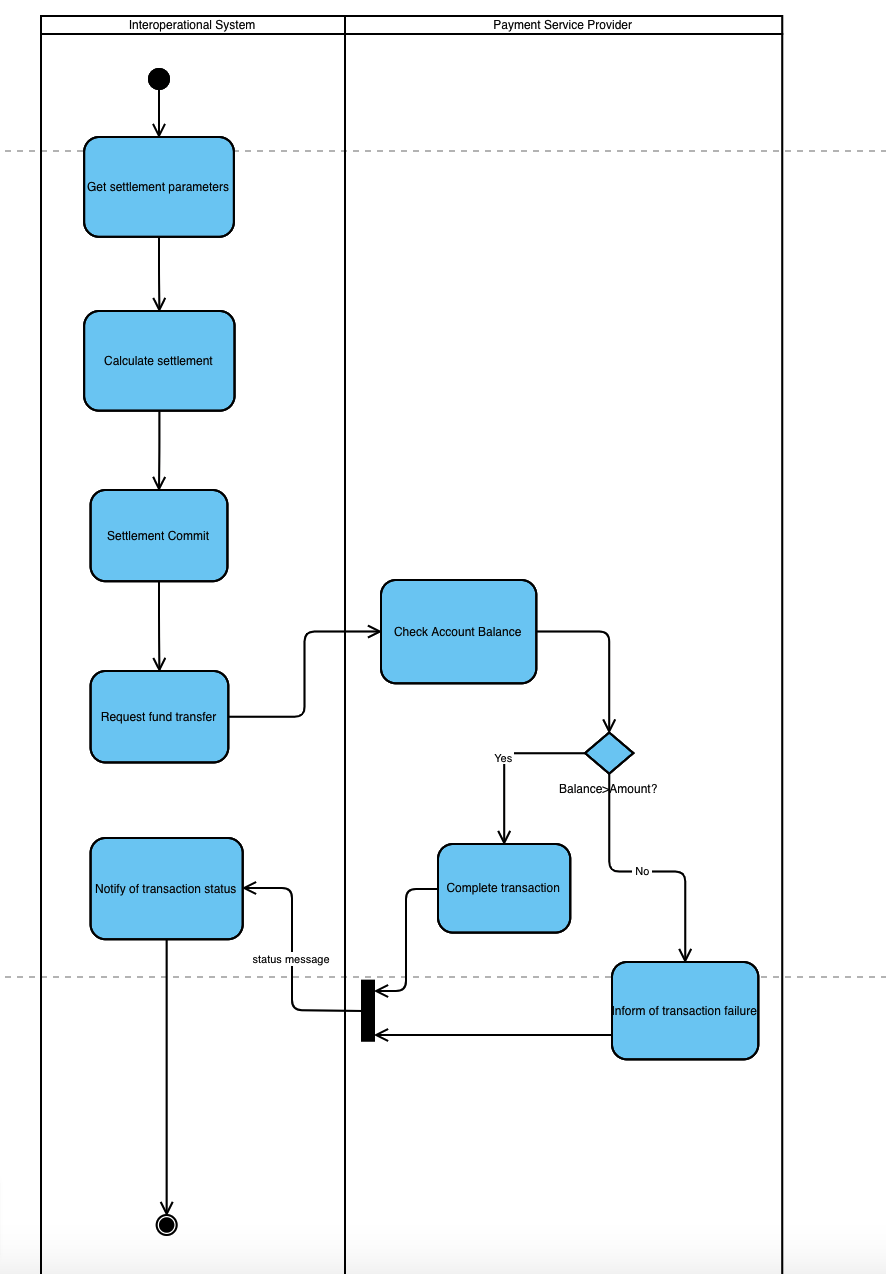 Interoperational System
Payment Service Provider
Get settlement parameters
Calculate settlement
Settlement Commit
Check Account Balance
Request fund transfer
Yes
Balance>Amount?
No
Complete transaction
Notify of transaction status
status message
Inform of transaction failure